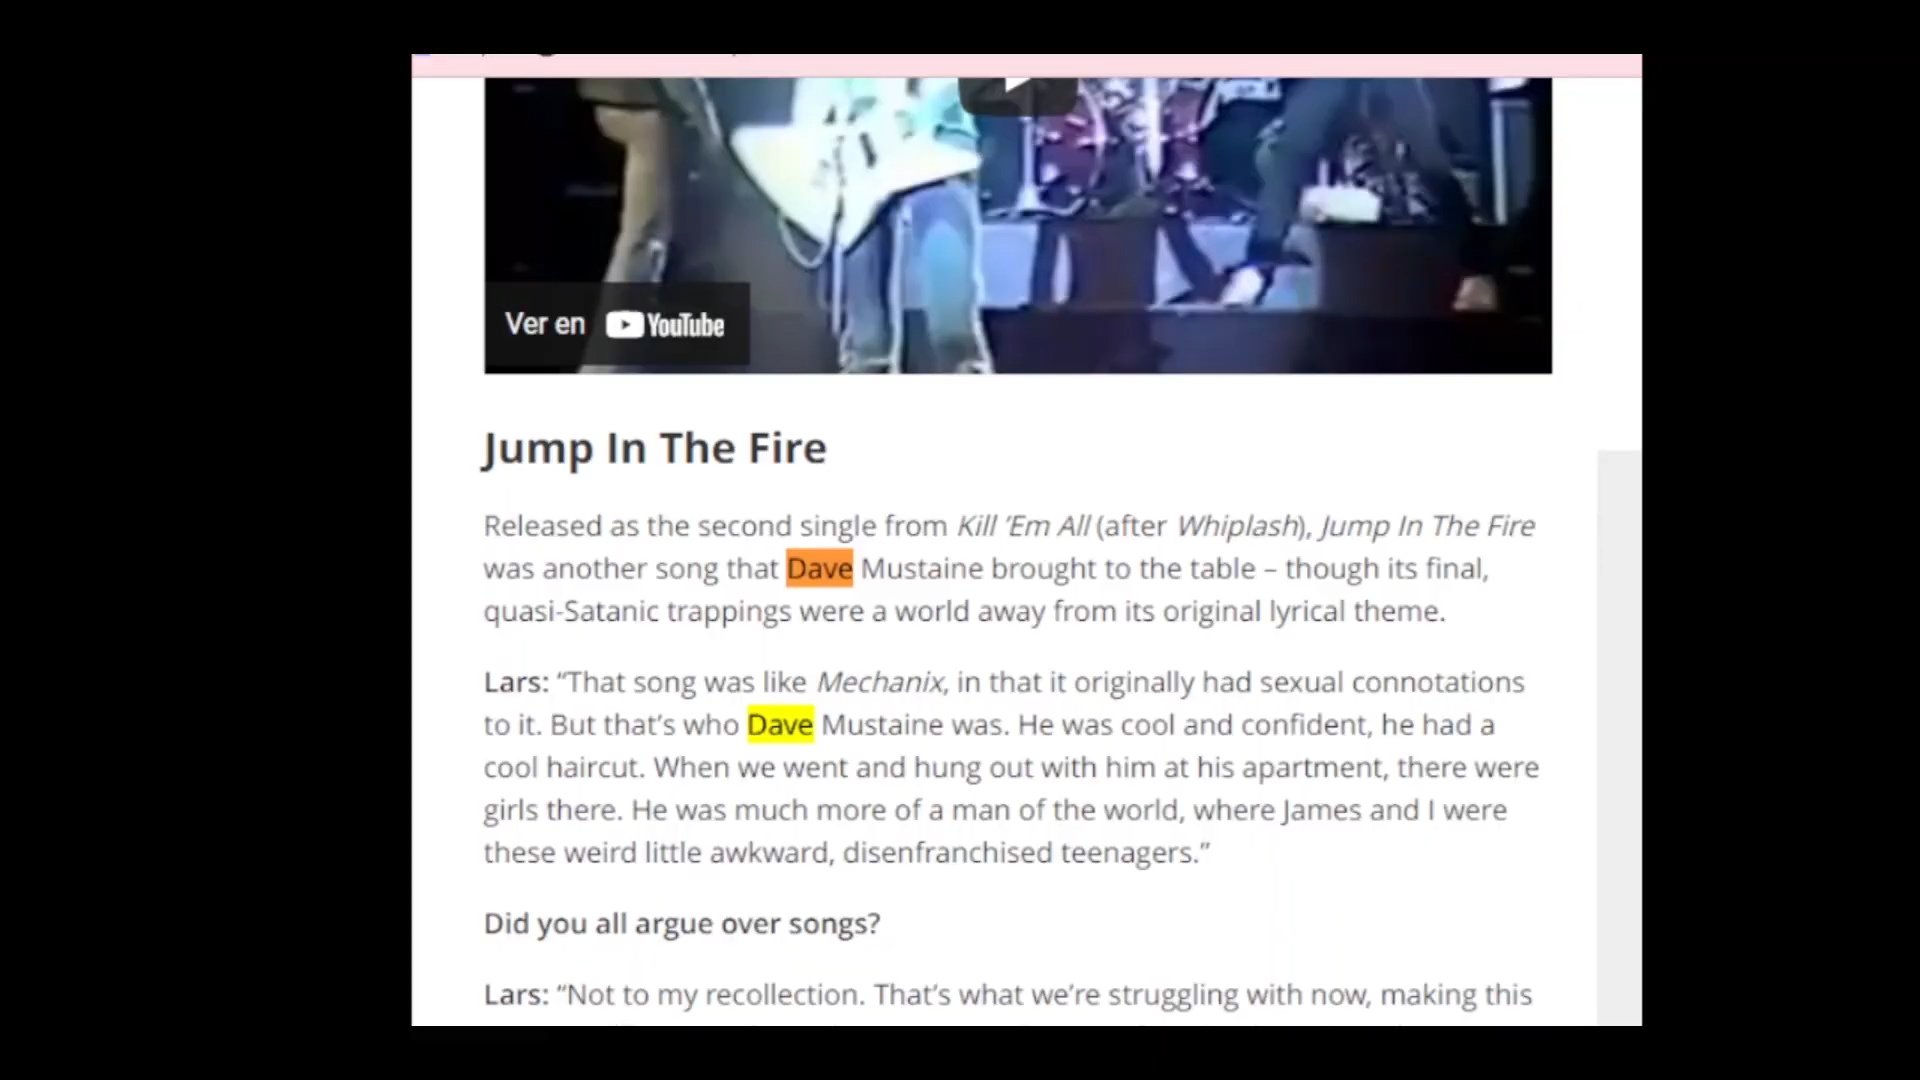 Ver en YouTube
Jump In The Fire
Released as the second single from Kill ’Em All (after Whiplash), Jump In The Fire
was another song that Dave Mustaine brought to the table – though its final,
quasi-Satanic trappings were a world away from its original lyrical theme.
Lars: “That song was like Mechanix, in that it originally had sexual connotations
to it. But that’s who Dave Mustaine was. He was cool and confident, he had a
cool haircut. When we went and hung out with him at his apartment, there were
girls there. He was much more of a man of the world, where James and I were
these weird little awkward, disenfranchised teenagers.”
Did you all argue over songs?
Lars: “Not to my recollection. That’s what we’re struggling with now, making this